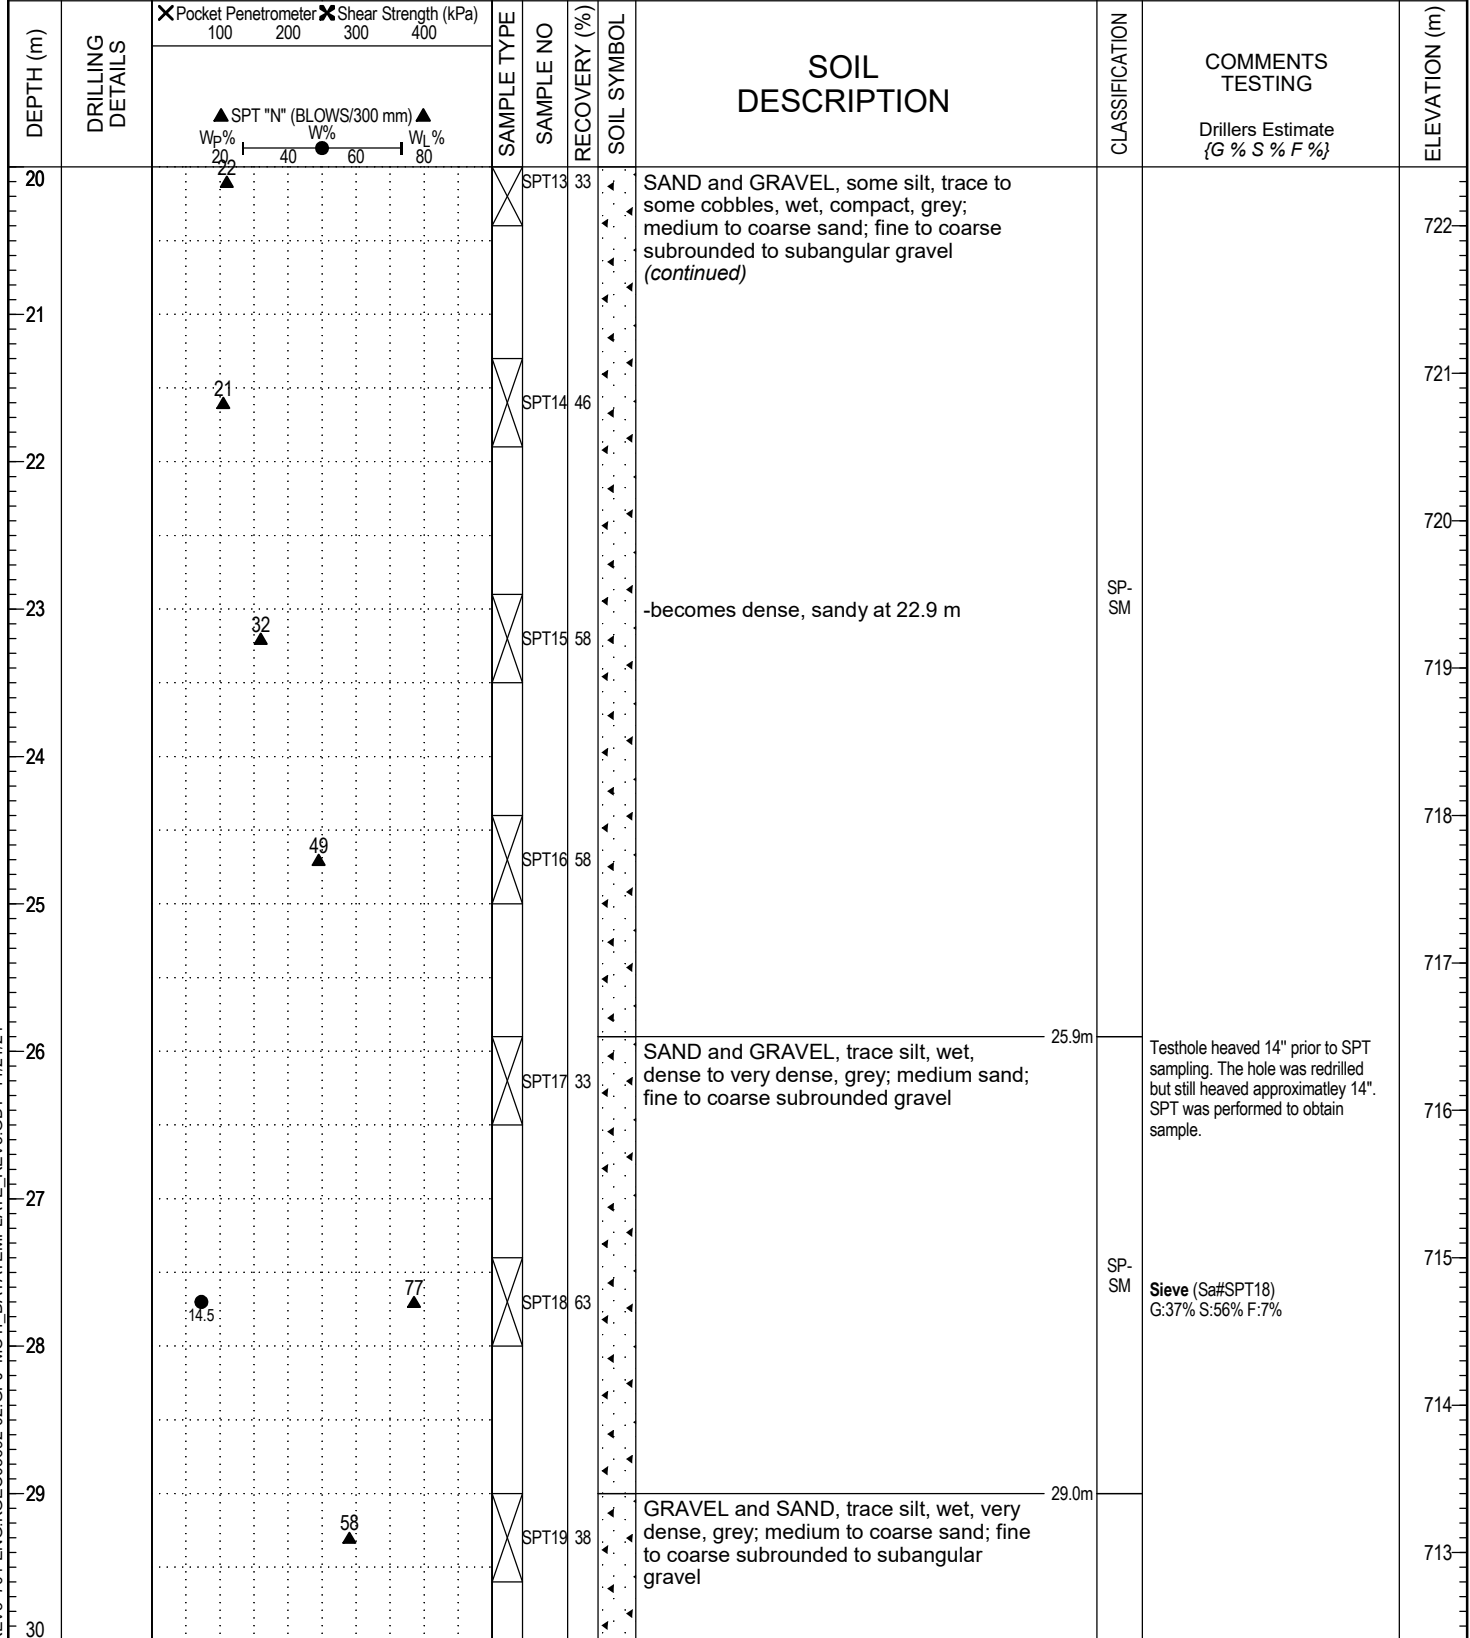 DEPTH (m)
DRILLING
DETAILS
Pocket Penetrometer Shear Strength (kPa)
100 200 300 400
SPT "N" (BLOWS/300 mm)
WP% W% WL%
20 40 60 80
SAMPLE TYPE
SAMPLE NO
RECOVERY (%)
SOIL SYMBOL
SOIL
DESCRIPTION
CLASSIFICATION
COMMENTS
TESTING
Drillers Estimate
{G % S % F %}
ELEVATION (m)
20
22
SPT13 33
SAND and GRAVEL, some silt, trace to
some cobbles, wet, compact, grey;
medium to coarse sand; fine to coarse
subrounded to subangular gravel
(continued)
722
21
721
21
SPT14 46
22
720
SP-
SM
23
32
SPT15 58
-becomes dense, sandy at 22.9 m
719
24
718
49
SPT16 58
25
717
25.9m
26
SPT17 33
SAND and GRAVEL, trace silt, wet,
dense to very dense, grey; medium sand;
fine to coarse subrounded gravel
Testhole heaved 14" prior to SPT
sampling. The hole was redrilled
but still heaved approximatley 14".
SPT was performed to obtain
sample.
716
27
715
SP-
SM
14.5
77
SPT18 63
Sieve (Sa#SPT18)
G:37% S:56% F:7%
28
714
29
29.0m
58
SPT19 38
GRAVEL and SAND, trace silt, wet, very
dense, grey; medium to coarse sand; fine
to coarse subrounded to subangular
gravel
713
30